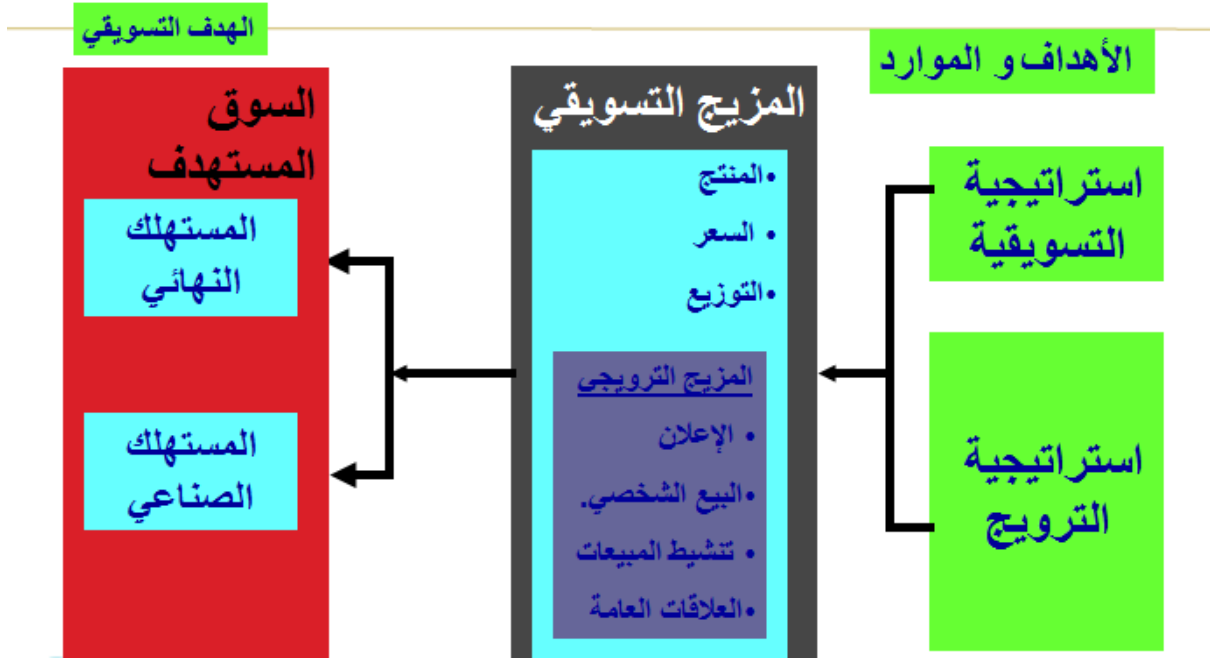 الأهداف و الموارد
استراتيجية
التسويقية
استراتيجية
الترويج
المزيج التسويقي
•المنتج
• السعر
•التوزيع
المزيج الترويجي
• الإعلان
•البيع الشخصي.
• تنشيط المبيعات
•العلاقات العامة
الهدف التسويقي
السوق
المستهدف
المستهلك
النهائي
المستهلك
الصناعي